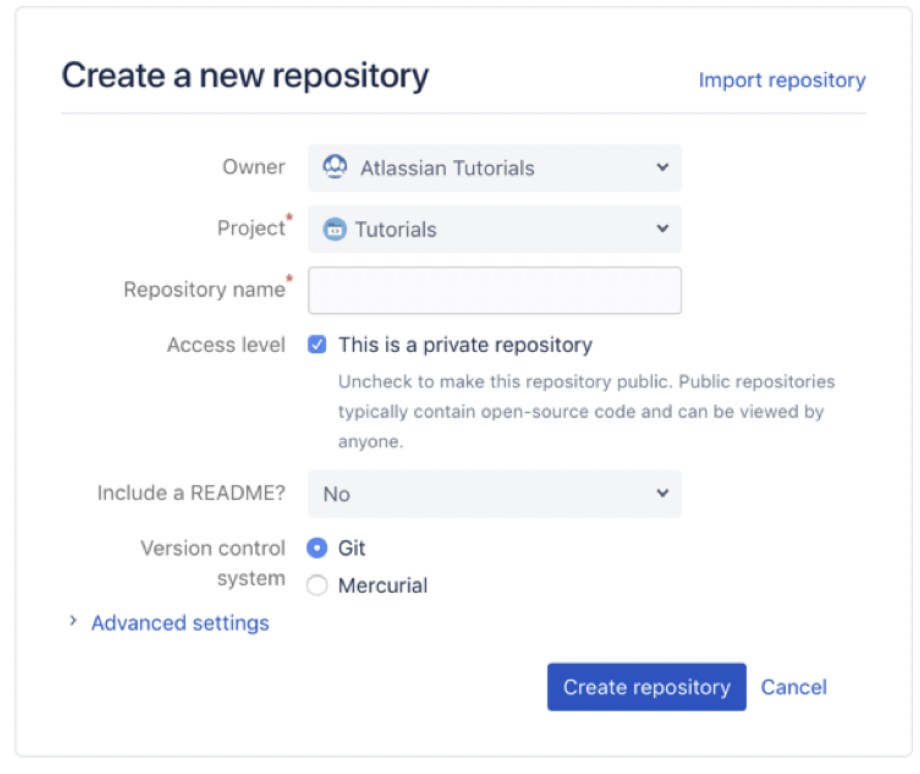 Create a new repository
Import repository
Owner
Atlassian Tutorials
Project*
Tutorials
Repository name*
Access level
This is a private repository
Uncheck to make this repository public. Public repositories
typically contain open-source code and can be viewed by
anyone.
Include a README?
No
Version control
system
Git
Mercurial
Advanced settings
Create repository
Cancel